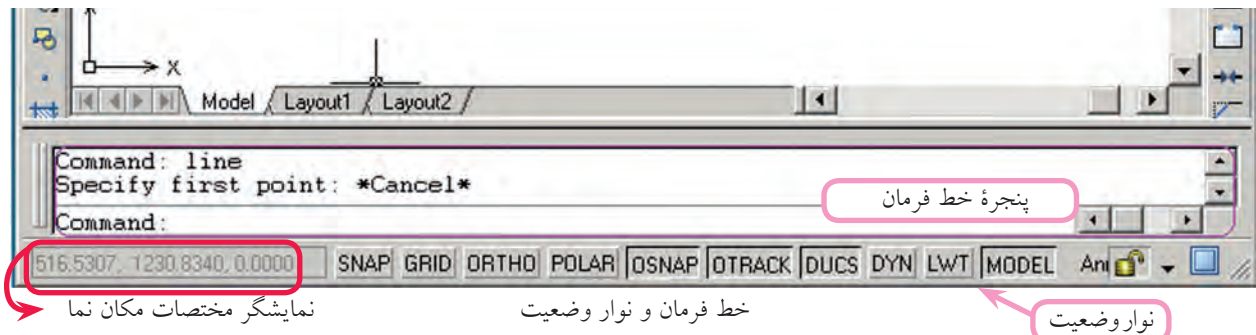 X
Model Layout1 Layout2
Command: line
Specify first point: *Cancel*
پنجرهٔ خط فرمان
Command:
516.5307, 1230.8340, 0.0000 SNAP GRID ORTHO POLAR OSNAP OTRACK DUCS DYN LWT MODEL
نمایشگر مختصات مکان نما
خط فرمان و نوار وضعیت
نوار وضعیت